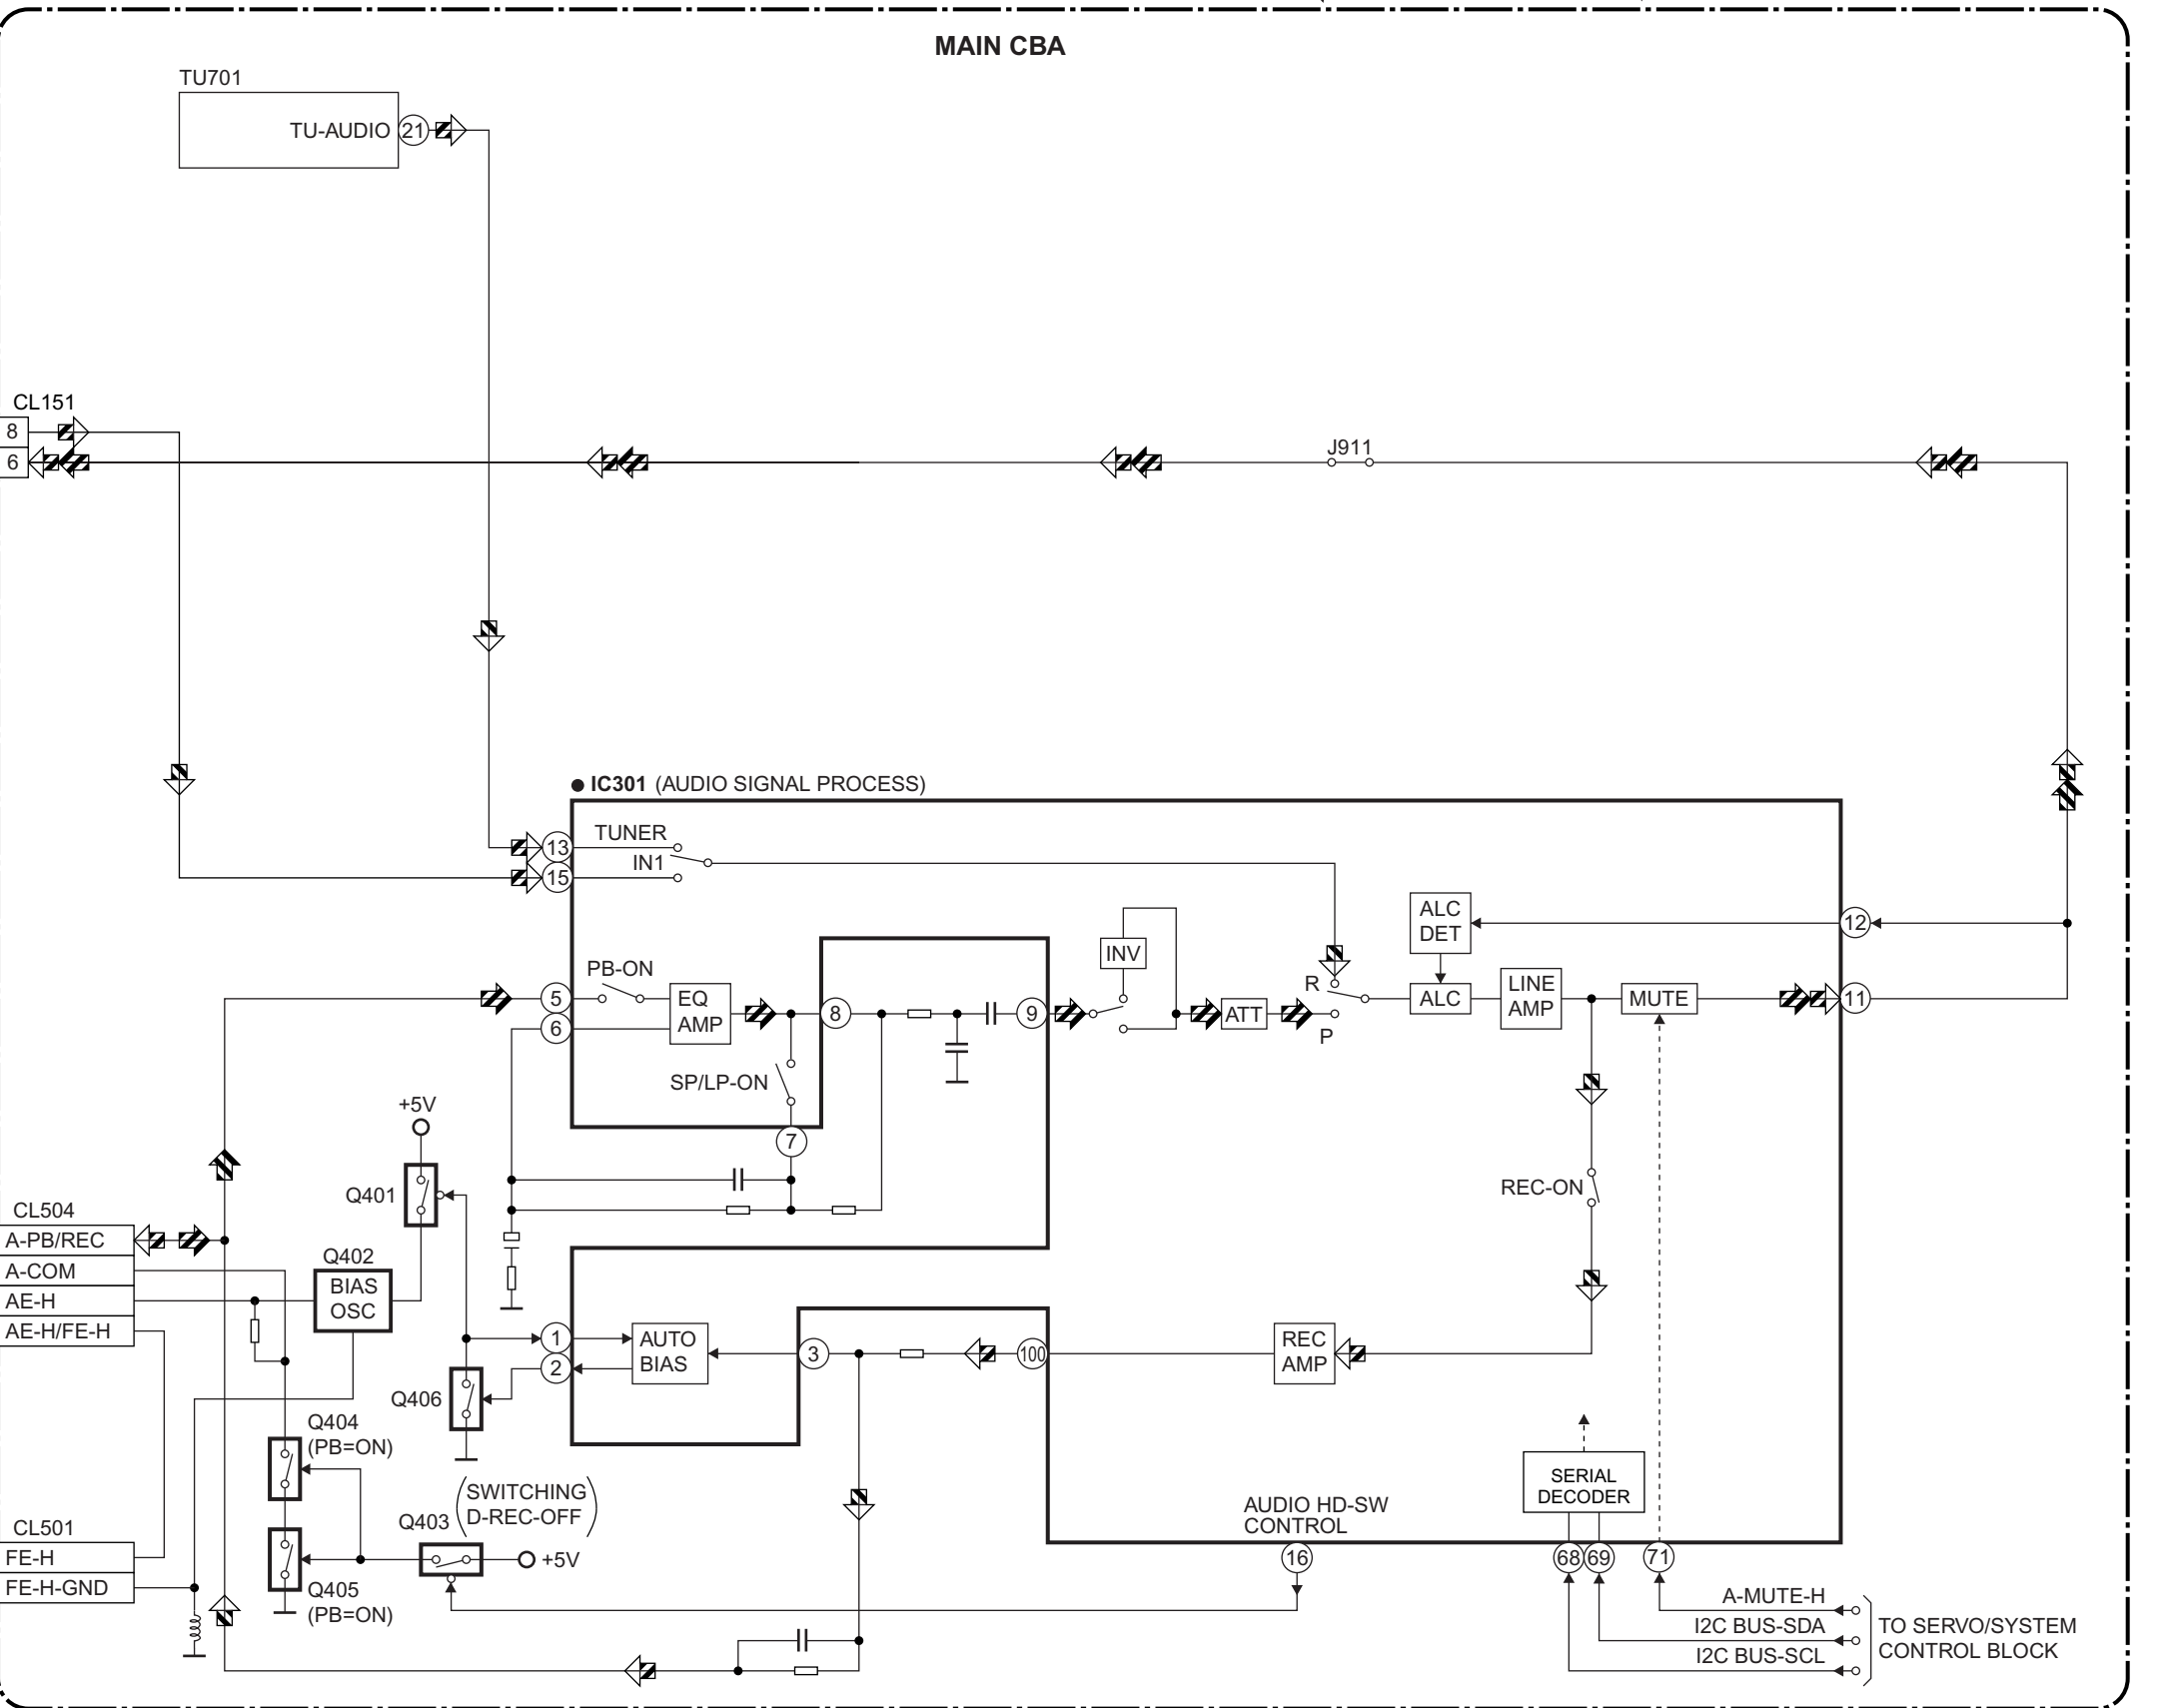 MAIN CBA
TU701
TU-AUDIO 21
CL151
8
6
J911
● IC301 (AUDIO SIGNAL PROCESS)
13 TUNER
IN1
15
ALC
DET
12
INV
PB-ON
5
6
EQ
AMP
8
9
ATT
R
P
ALC
LINE
AMP
MUTE
11
SP/LP-ON
7
+5V
Q401
REC-ON
CL504
A-PB/REC
A-COM
AE-H
AE-H/FE-H
Q402
BIAS
OSC
1
2
AUTO
BIAS
3
100
REC
AMP
Q406
Q404
(PB=ON)
(SWITCHING
D-REC-OFF)
Q403
+5V
SERIAL
DECODER
AUDIO HD-SW
CONTROL
CL501
FE-H
FE-H-GND
Q405
(PB=ON)
16
68
69
71
A-MUTE-H
I2C BUS-SDA
I2C BUS-SCL
TO SERVO/SYSTEM
CONTROL BLOCK